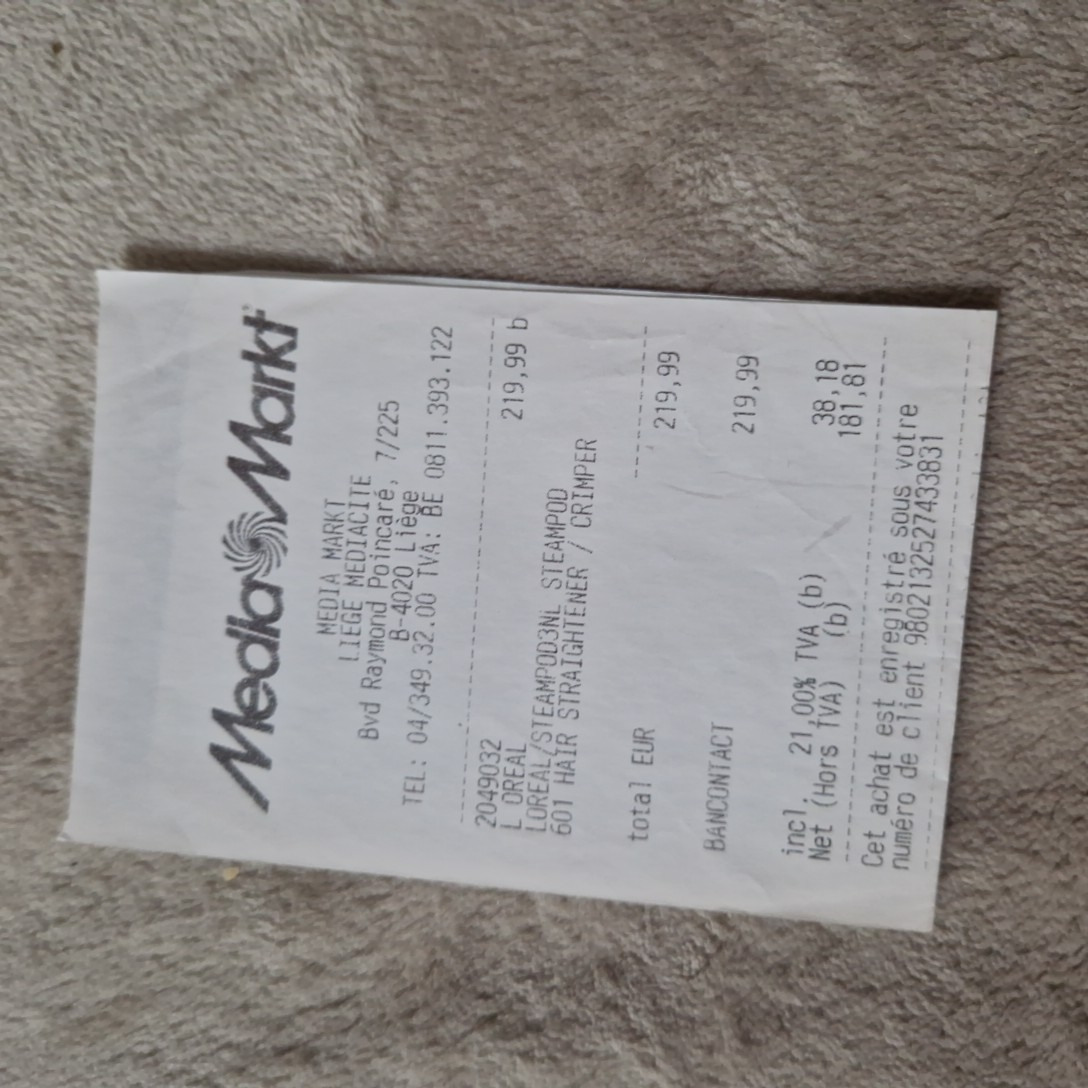 MediaMarkt
MEDIA MARKT
LIEGE MEDIACITE
Bvd Raymond Poincaré, 7/225
B-4020 Liège
TEL: 04/349.32.00 TVA: BE 0811.393.122
2049032 219,99 b
L OREAL
LOREAL/STEAMPOD3NL STEAMPOD
601 HAIR STRAIGHTENER / CRIMPER
total EUR 219,99
BANCONTACT 219,99
incl. 21,00% TVA (b) 38,18
Net (Hors TVA) (b) 181,81
Cet achat est enregistré sous votre
numéro de client 9802132527433831